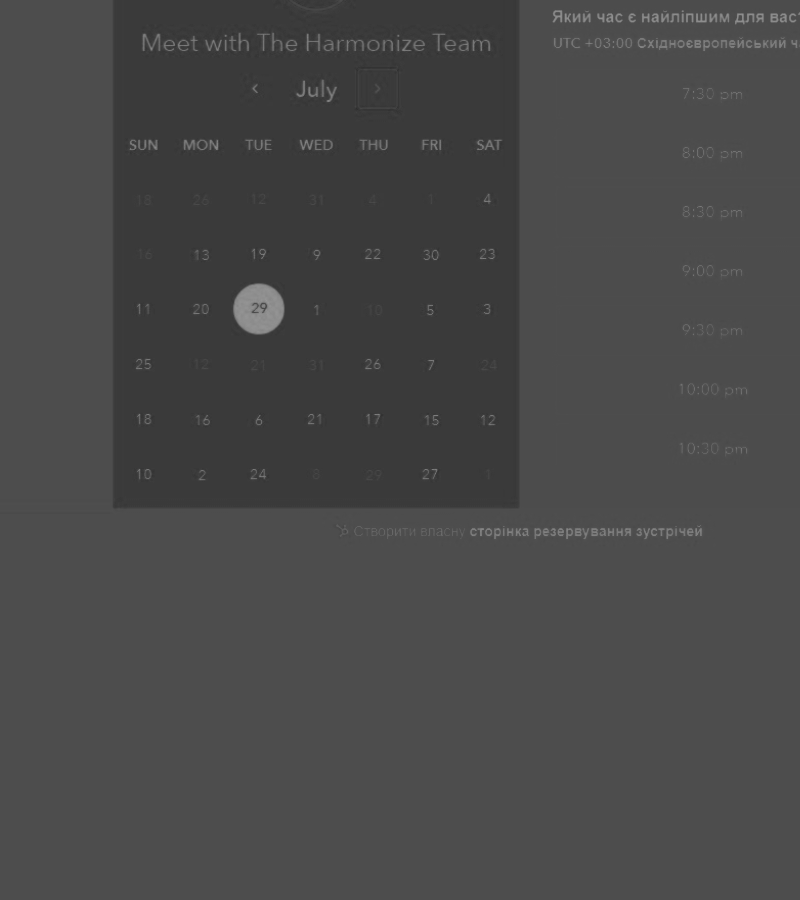 Meet with The Harmonize Team
July
SUN MON TUE WED THU FRI SAT
18 26 12 31 4 1 4
16 13 19 9 22 30 23
11 20 29 1 10 5 3
25 12 21 31 26 7 24
18 16 6 21 17 15 12
10 2 24 8 29 27 1
Який час є найліпшим для вас
UTC +03:00 Східноєвропейський
7:30 pm
8:00 pm
8:30 pm
9:00 pm
9:30 pm
10:00 pm
10:30 pm
Створити власну сторінка резервування зустрічей